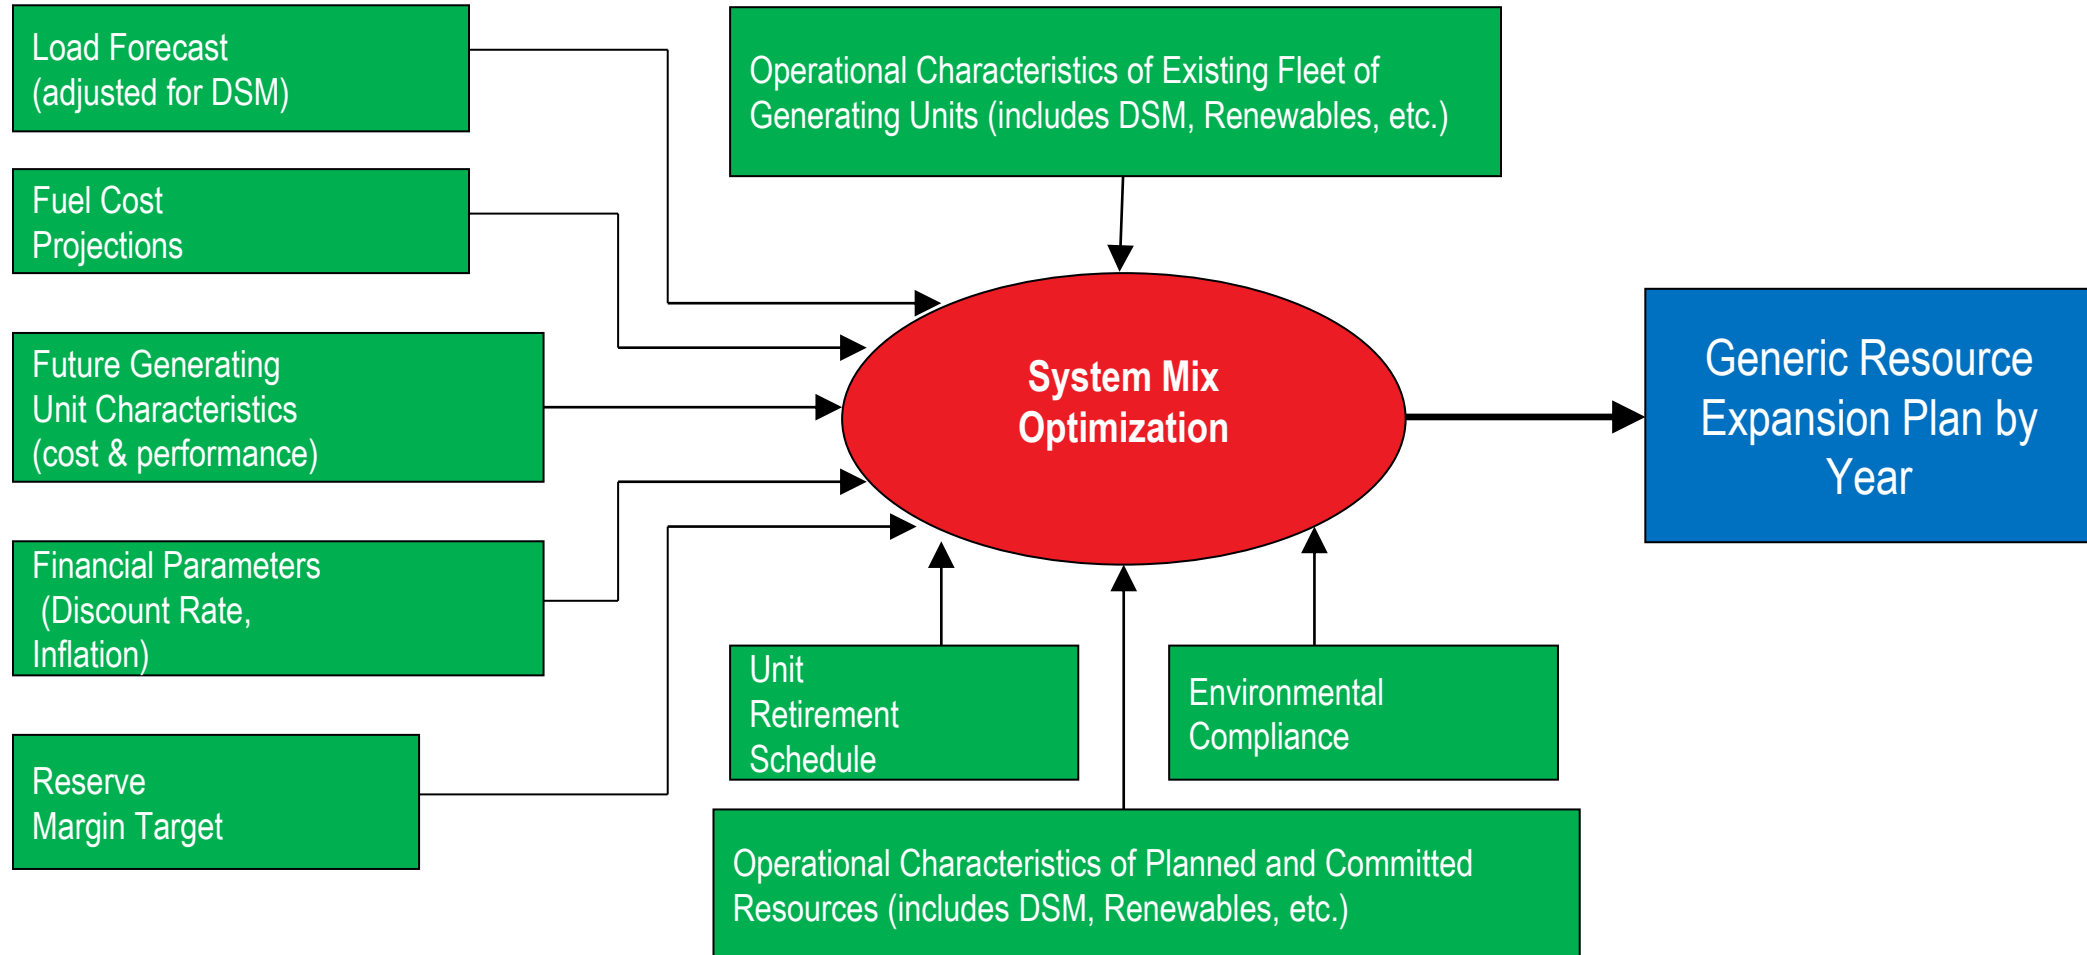 Load Forecast
(adjusted for DSM)
Operational Characteristics of Existing Fleet of
Generating Units (includes DSM, Renewables, etc.)
Fuel Cost
Projections
Future Generating
Unit Characteristics
(cost & performance)
System Mix
Optimization
Generic Resource
Expansion Plan by
Year
Financial Parameters
(Discount Rate,
Inflation)
Unit
Retirement
Schedule
Environmental
Compliance
Reserve
Margin Target
Operational Characteristics of Planned and Committed
Resources (includes DSM, Renewables, etc.)